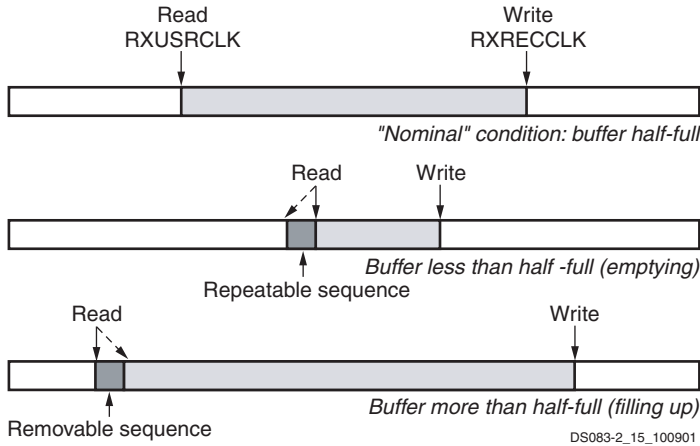 Read Write
RXUSRCLK RXRECCLK
"Nominal" condition: buffer half-full
Read Write
Buffer less than half -full (emptying)
Repeatable sequence
Read Write
Buffer more than half-full (filling up)
Removable sequence
DS083-2_15_100901